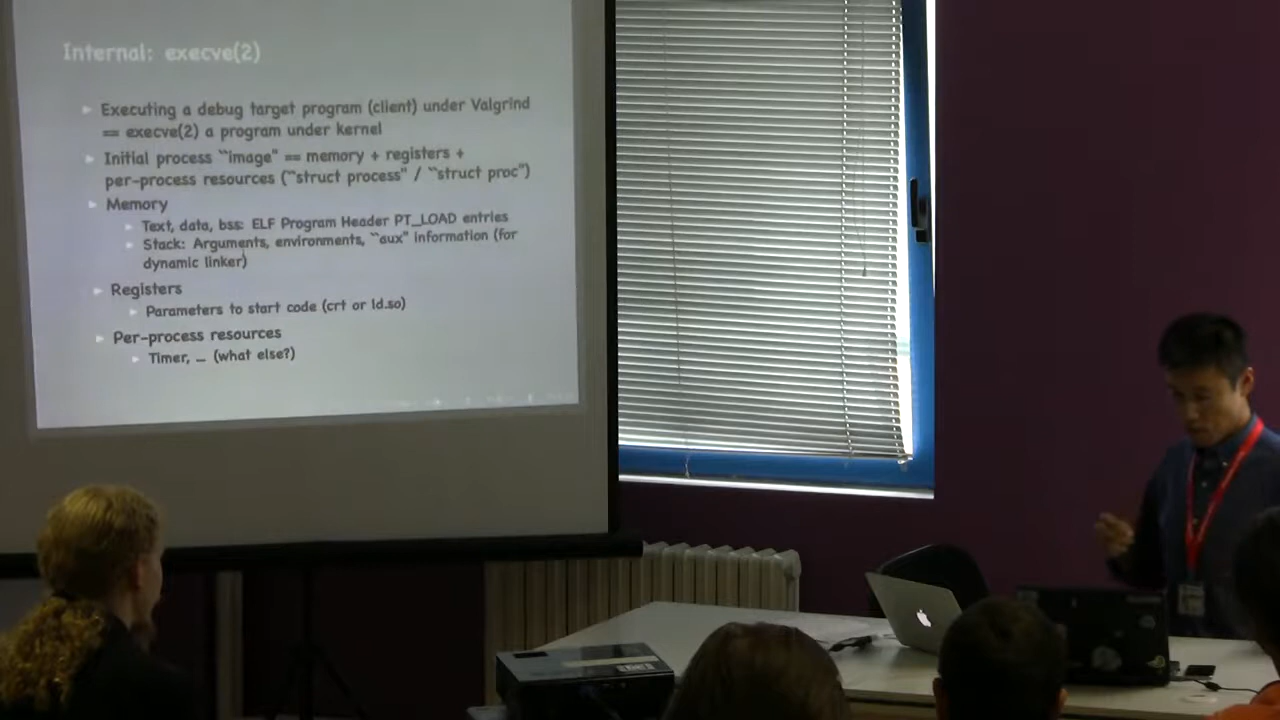 Internal: execve(2)
Executing a debug target program (client) under Valgrind
== execve(2) a program under kernel
Initial process “image” == memory + registers +
per-process resources (“struct process” / “struct proc”)
Memory
Text, data, bss: ELF Program Header PT_LOAD entries
Stack: Arguments, environments, “aux” information (for
dynamic linker)
Registers
Parameters to start code (crt or ld.so)
Per-process resources
Timer, … (what else?)